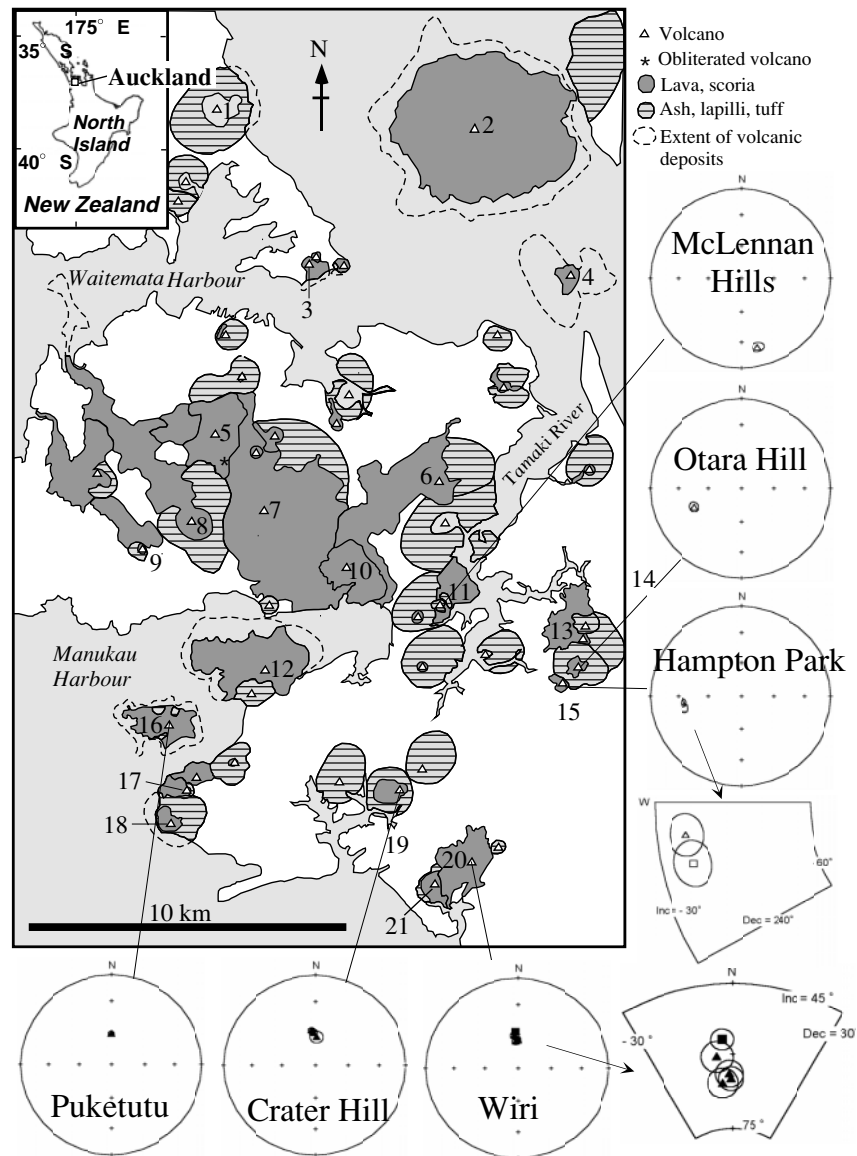 175° E
35° S
Auckland
North
Island
40° S
New Zealand
N
Volcano
Obliterated volcano
Lava, scoria
Ash, lapilli, tuff
Extent of volcanic
deposits
1
2
Waitemata Harbour
3
4
5
6
Tamaki River
7
8
9
10
11
12
13
14
15
Manukau
Harbour
16
17
18
19
20
21
10 km
N
McLennan
Hills
N
Otara Hill
N
Hampton Park
W
60°
Inc = - 30°
Dec = 240°
N
Puketutu
N
Crater Hill
N
Wiri
N
Inc = 45°
- 30°
Dec = 30°
75°